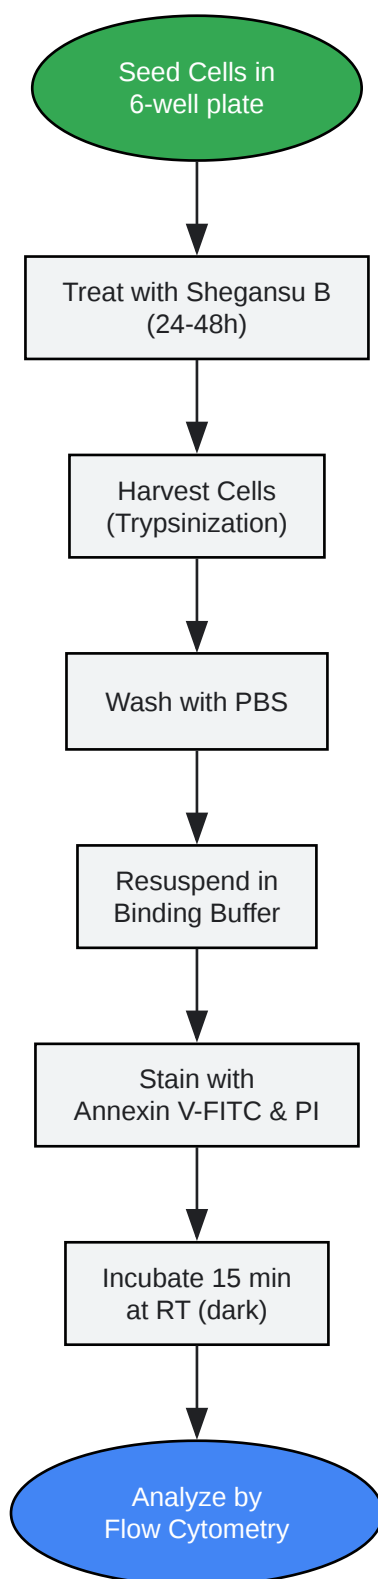 Seed Cells in
6-well plate
Treat with Shegansu B
(24-48h)
Harvest Cells
(Trypsinization)
Wash with PBS
Resuspend in
Binding Buffer
Stain with
Annexin V-FITC & PI
Incubate 15 min
at RT (dark)
Analyze by
Flow Cytometry